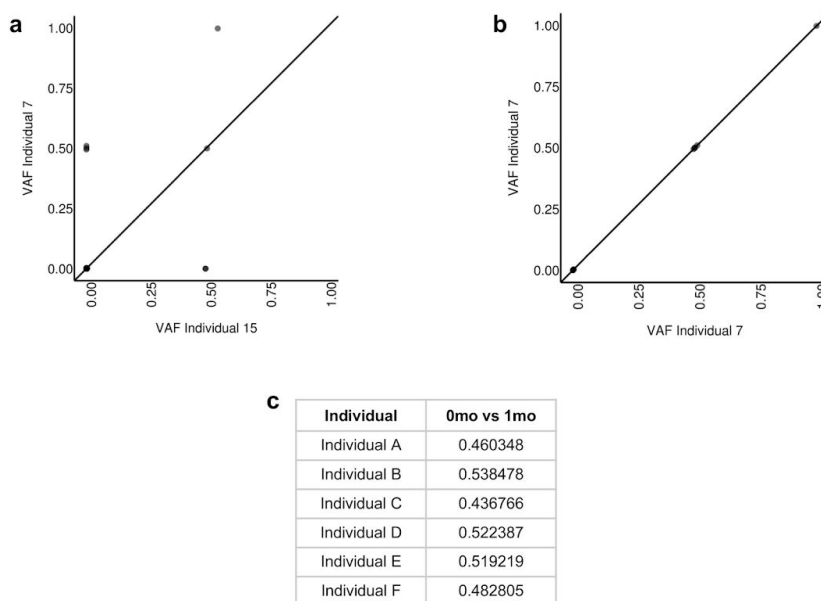 a
1.00
0.75
0.50
0.25
0.00
VAF Individual 7
0.00
0.25
0.50
0.75
1.00
VAF Individual 15
b
1.00
0.75
0.50
0.25
0.00
VAF Individual 7
0.00
0.25
0.50
0.75
1.00
VAF Individual 7
c
Individual 0mo vs 1mo
Individual A 0.460348
Individual B 0.538478
Individual C 0.436766
Individual D 0.522387
Individual E 0.519219
Individual F 0.482805